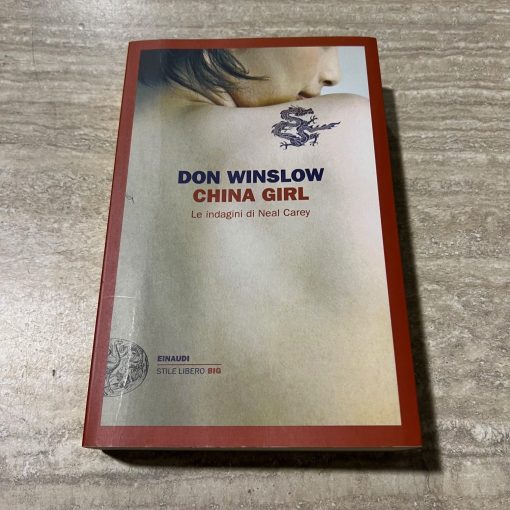 DON WINSLOW
CHINA GIRL
Le indagini di Neal Carey
EINAUDI
STILE LIBERO BIG